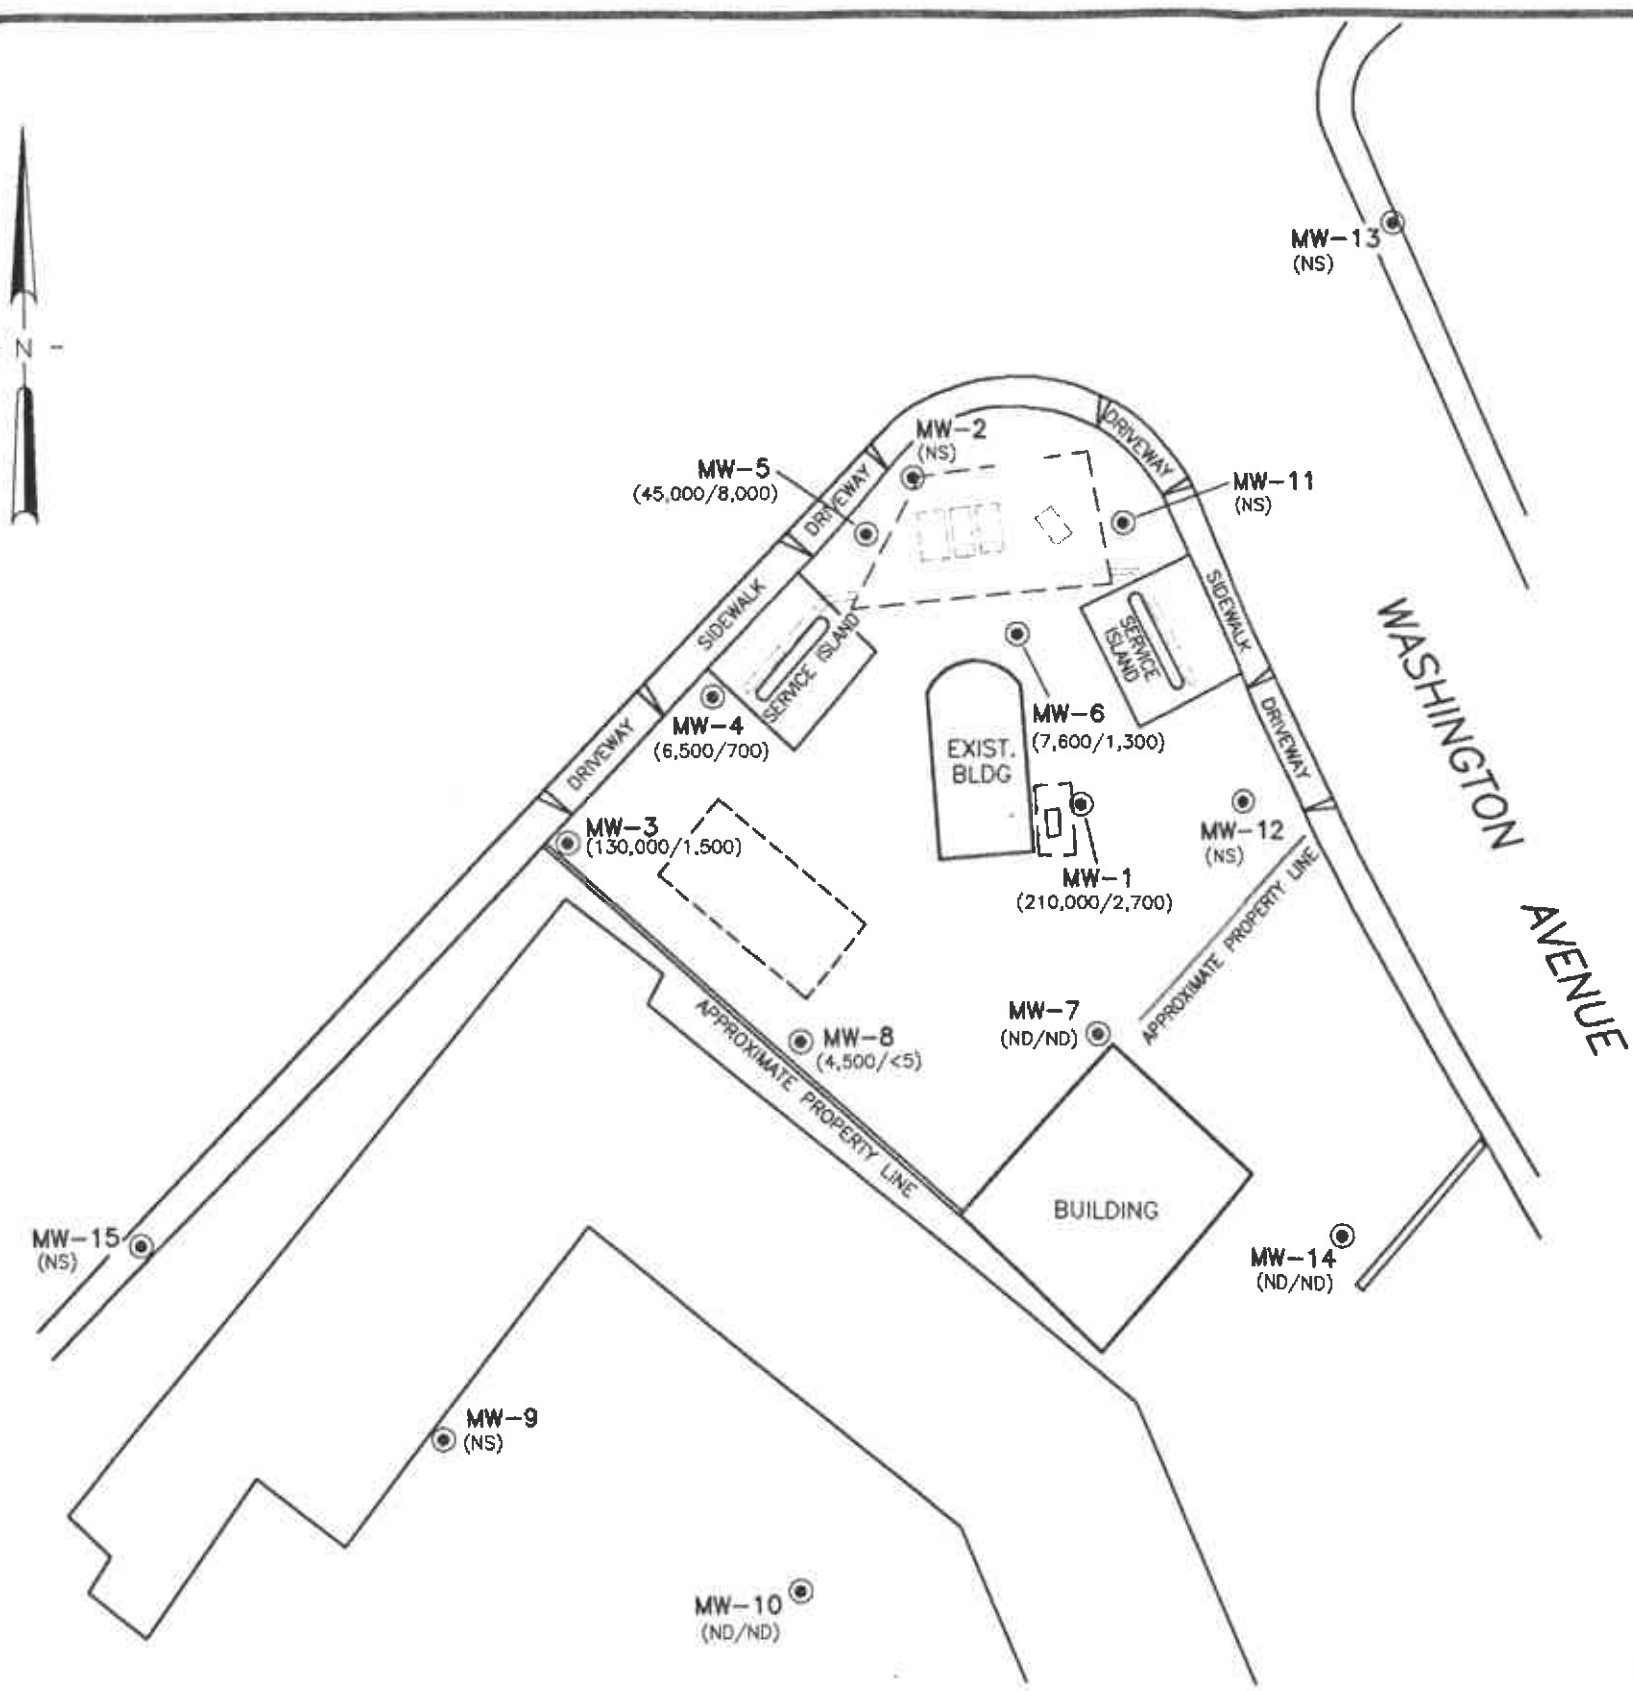 MW-13
(NS)
N
MW-2
(NS)
DRIVEWAY
MW-5
(45,000/8,000)
DRIVEWAY
MW-11
(NS)
SIDEWALK
SIDEWALK
SERVICE ISLAND
SERVICE
ISLAND
WASHINGTON
AVENUE
MW-4
(6,500/700)
DRIVEWAY
MW-6
(7,600/1,300)
EXIST.
BLDG
DRIVEWAY
MW-3
(130,000/1,500)
MW-12
(NS)
MW-1
(210,000/2,700)
APPROXIMATE PROPERTY LINE
MW-7
(ND/ND)
MW-8
(4,500/<5)
APPROXIMATE PROPERTY LINE
BUILDING
MW-15
(NS)
MW-14
(ND/ND)
MW-9
(NS)
MW-10
(ND/ND)